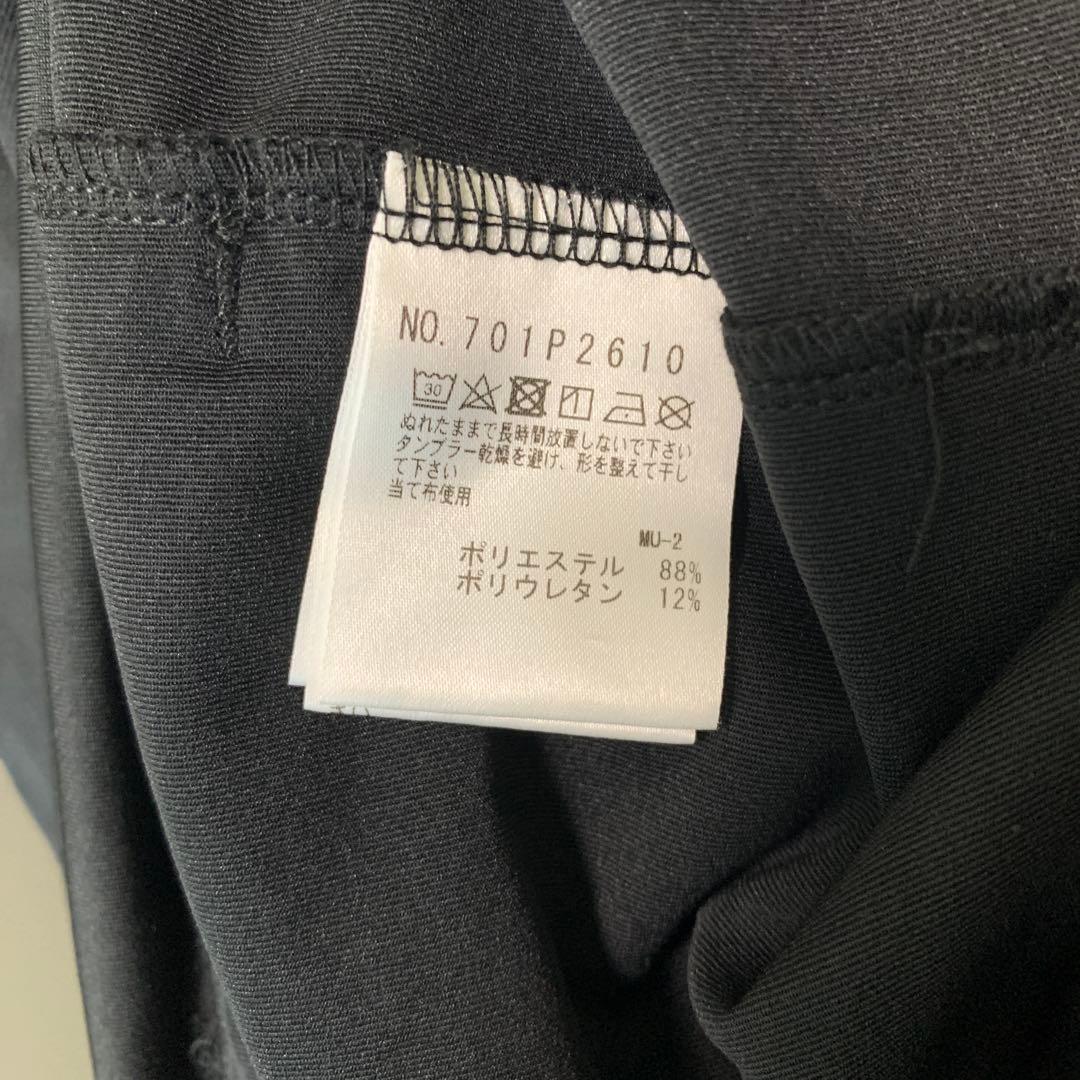 NO. 701P2610
30
ぬれたままで長時間放置しないで下さい
タンブラー乾燥を避け、形を整えて干し
て下さい
当て布使用
MU-2
ポリエステル 88%
ポリウレタン 12%